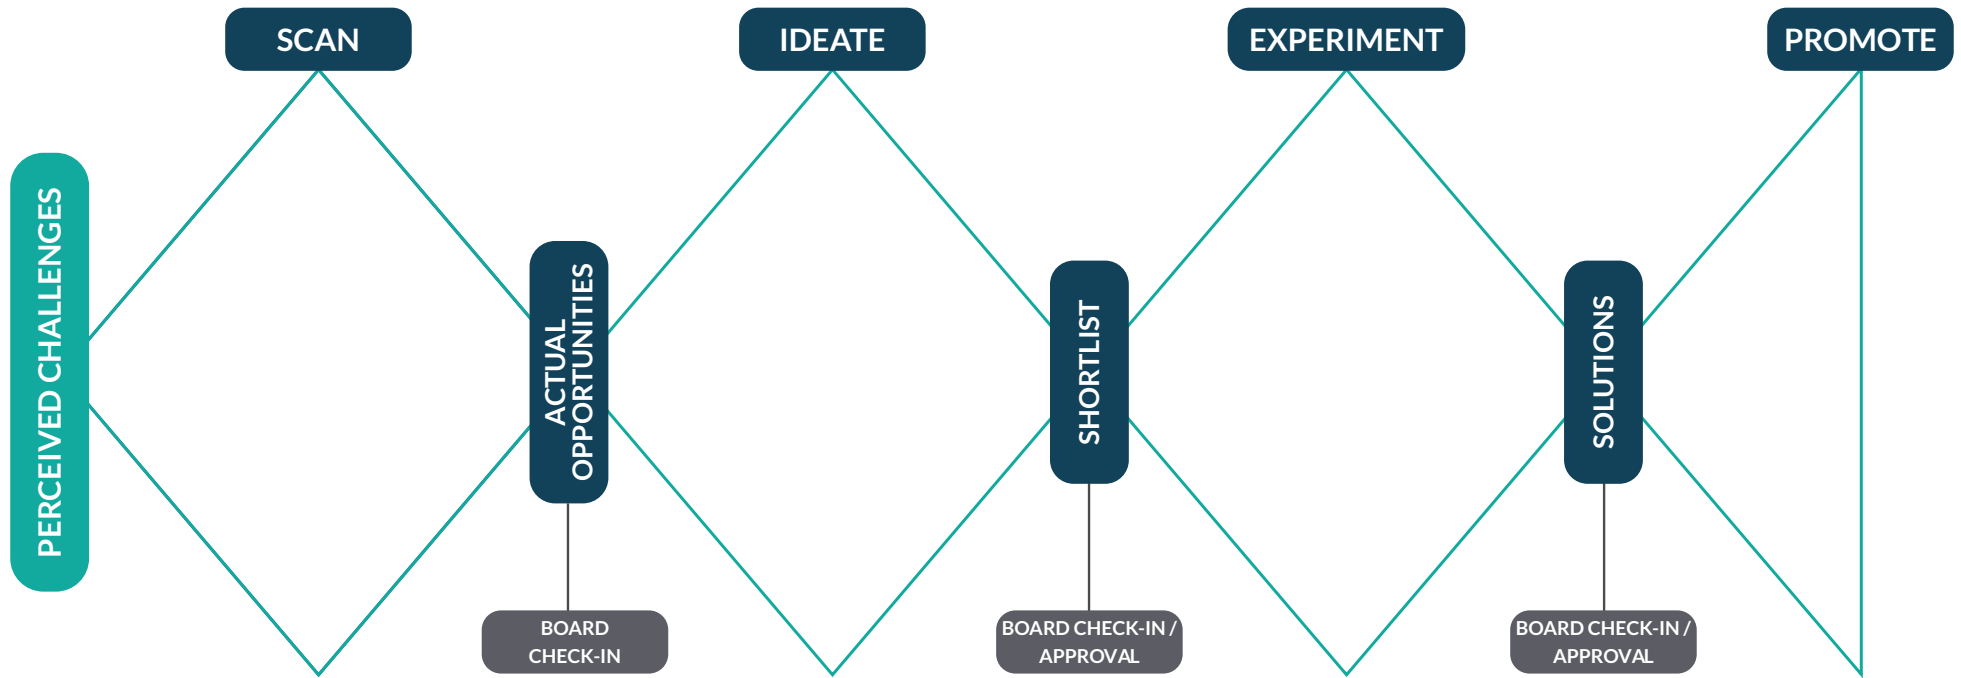 SCAN
IDEATE
EXPERIMENT
PROMOTE
PERCEIVED CHALLENGES
ACTUAL
OPPORTUNITIES
SHORTLIST
SOLUTIONS
BOARD
CHECK-IN
BOARD CHECK-IN /
APPROVAL
BOARD CHECK-IN /
APPROVAL